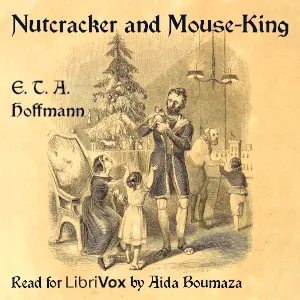 Nutcracker and Mouse-King
E. T. A.
Hoffmann
Read for LibriVox by Aida Boumaza